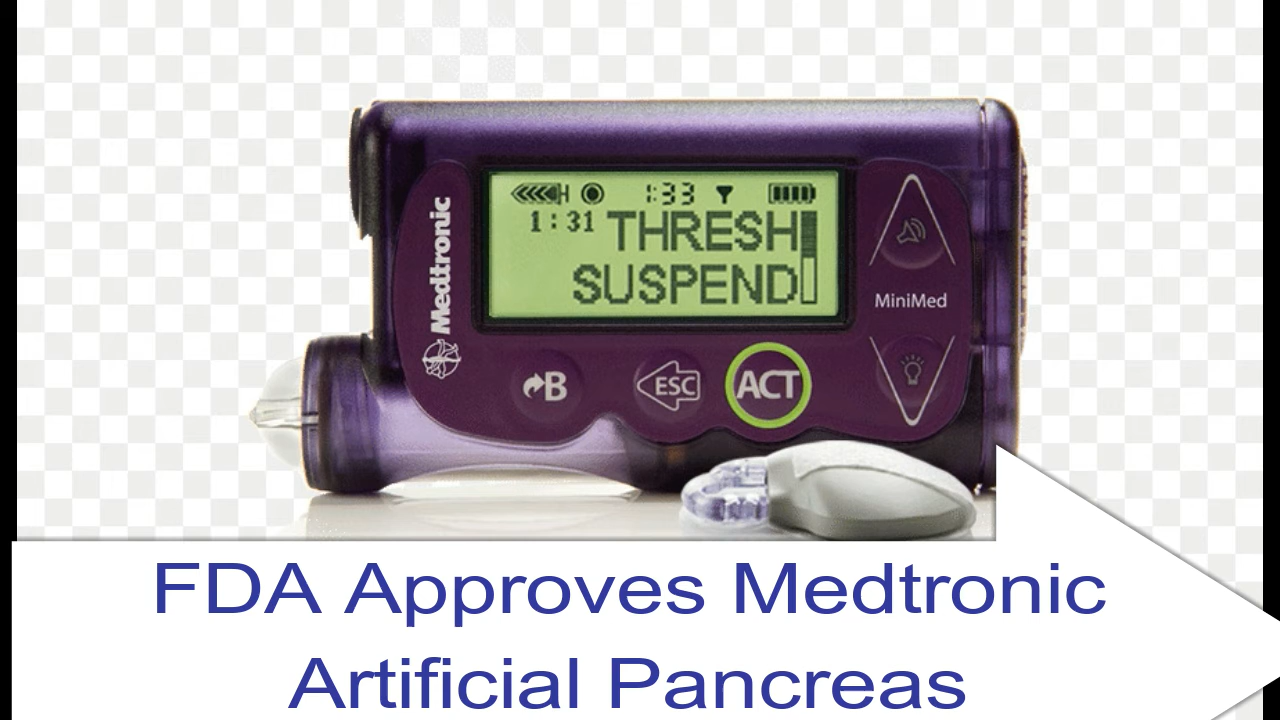 1:33
1:31 THRESH
SUSPEND
Medtronic
MiniMed
B
ESC
ACT
FDA Approves Medtronic
Artificial Pancreas